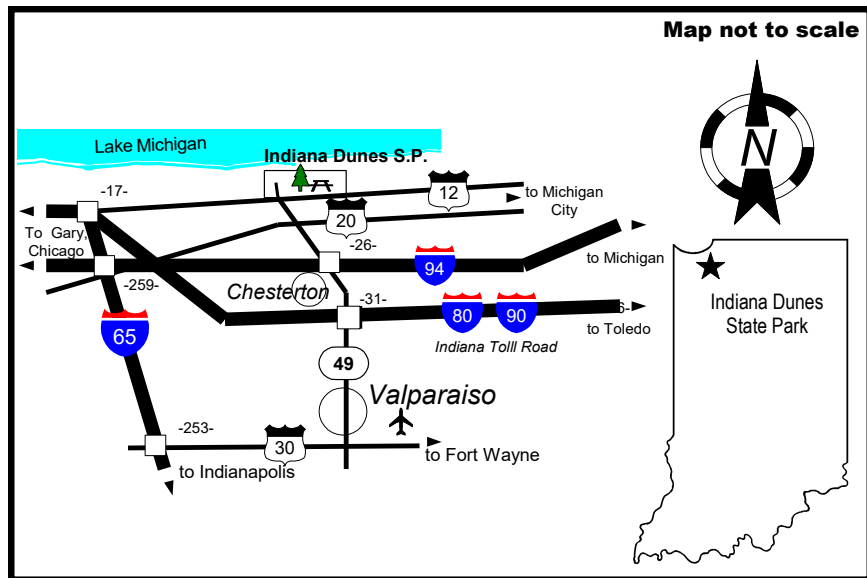 Map not to scale
Lake Michigan
Indiana Dunes S.P.
N
-17-
12
to Michigan
City
20
To Gary,
Chicago
-26-
to Michigan
94
-259-
Chesterton
-31-
80
90
6-
to Toledo
65
Indiana Tolll Road
Indiana Dunes
State Park
49
Valparaiso
-253-
30
to Fort Wayne
to Indianapolis